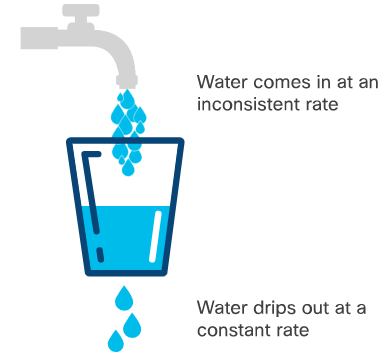 Water comes in at an
inconsistent rate
Water drips out at a
constant rate